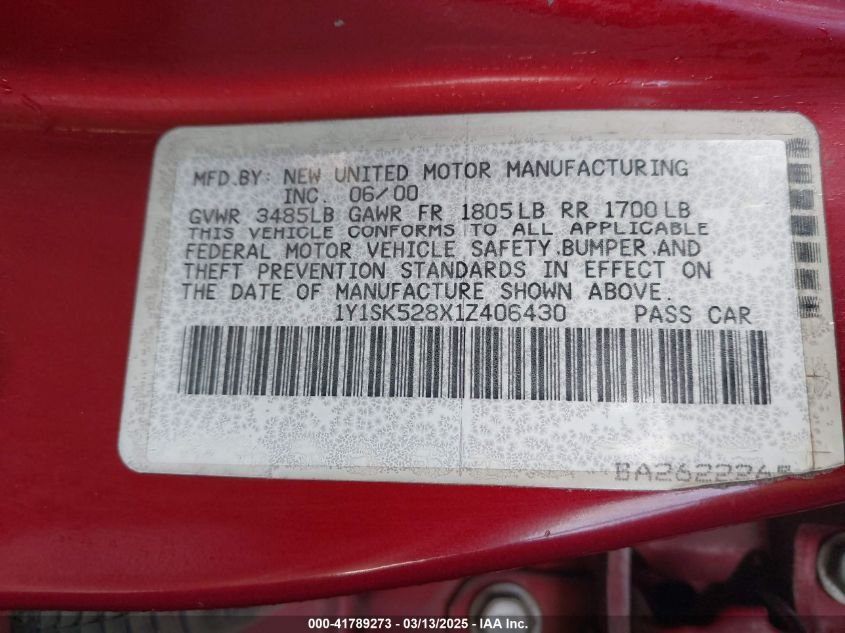 MFD.BY: NEW UNITED MOTOR MANUFACTURING
INC. 06/00
GVWR 3485LB GAWR FR 1805LB RR 1700LB
THIS VEHICLE CONFORMS TO ALL APPLICABLE
FEDERAL MOTOR VEHICLE SAFETY,BUMPER,AND
THEFT PREVENTION STANDARDS IN EFFECT ON
THE DATE OF MANUFACTURE SHOWN ABOVE.
1Y1SK528X1Z406430 PASS CAR
000-41789273 - 03/13/2025 - IAA Inc.